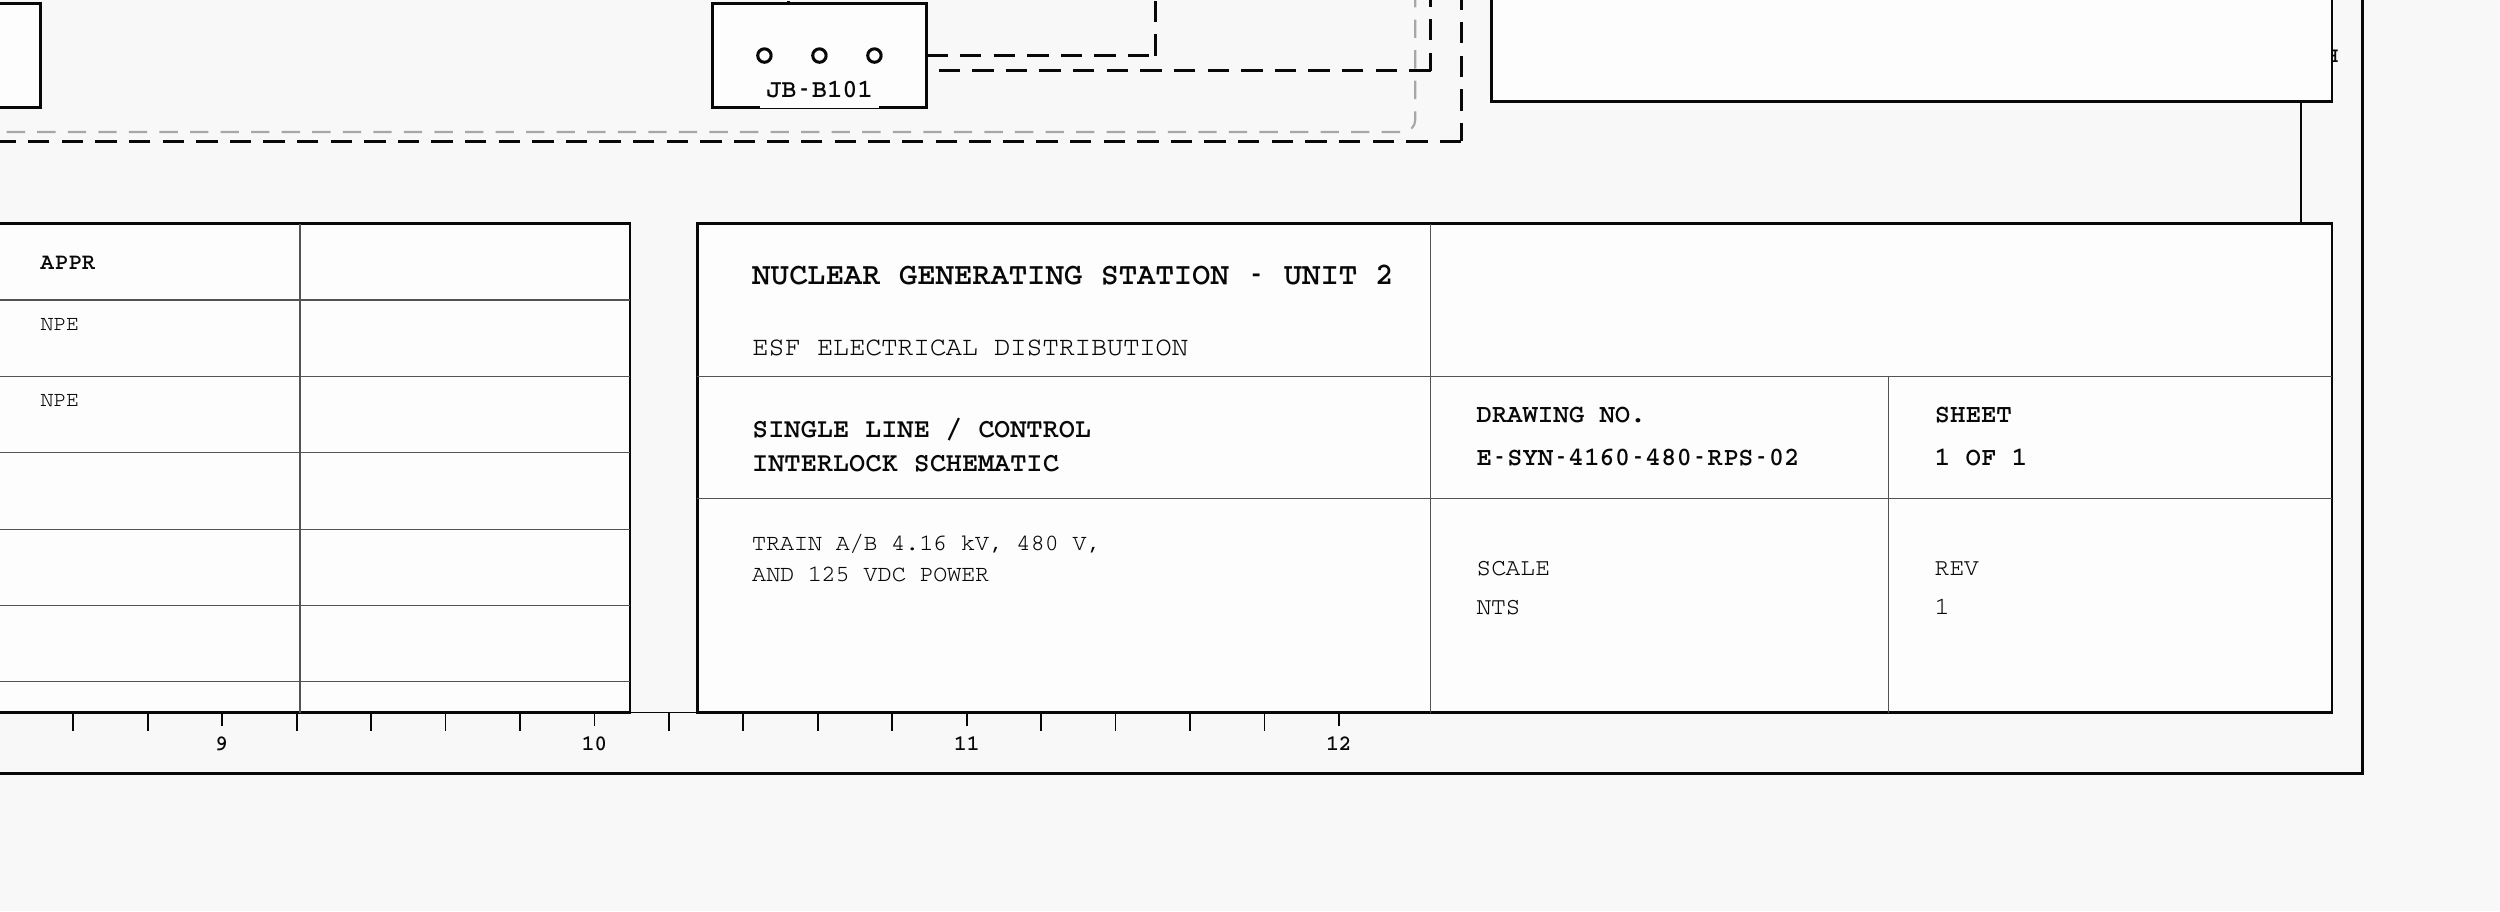 JB-B101
APPR
NPE
NPE
NUCLEAR GENERATING STATION - UNIT 2
ESF ELECTRICAL DISTRIBUTION
SINGLE LINE / CONTROL
INTERLOCK SCHEMATIC
TRAIN A/B 4.16 kV, 480 V,
AND 125 VDC POWER
DRAWING NO.
E-SYN-4160-480-RPS-02
SHEET
1 OF 1
SCALE
NTS
REV
1
9
10
11
12